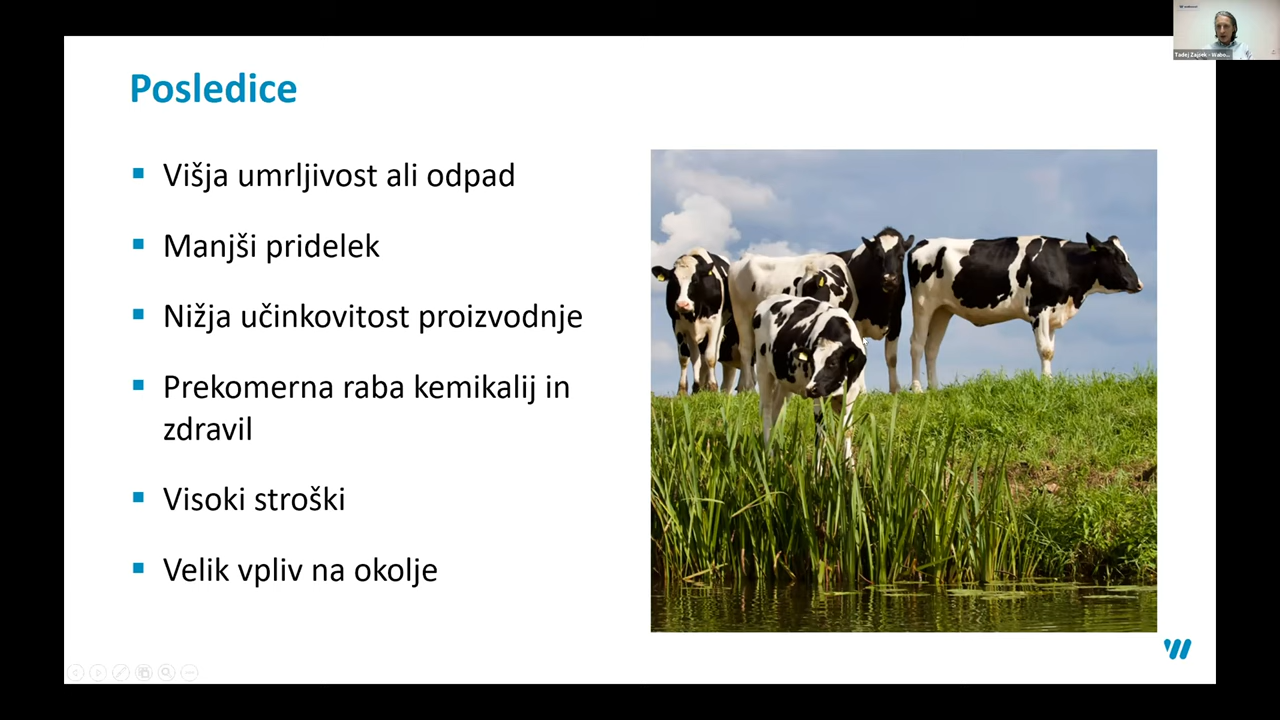 Posledice
Višja umrljivost ali odpad
Manjši pridelek
Nižja učinkovitost proizvodnje
Prekomerna raba kemikalij in
zdravil
Visoki stroški
Velik vpliv na okolje